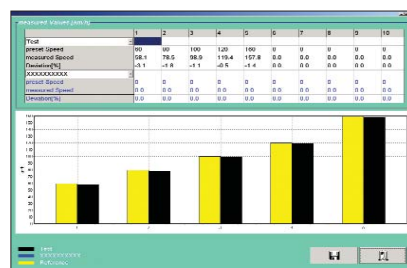 measured Values [km/h]
1 2 3 4 5 6 7 8 9 10
Test
preset Speed 60 80 100 120 160 0 0 0 0 0
measured Speed 58.1 78.5 98.9 119.4 157.8 0.0 0.0 0.0 0.0 0.0
Deviation[%] -3.1 -1.8 -1.1 -0.5 -1.4 0.0 0.0 0.0 0.0 0.0
XXXXXXXXXX
preset Speed 0 0 0 0 0 0 0 0 0 0
measured Speed 0.0 0.0 0.0 0.0 0.0 0.0 0.0 0.0 0.0 0.0
Deviation[%] 0.0 0.0 0.0 0.0 0.0 0.0 0.0 0.0 0.0 0.0
Test
XXXXXXXXXX
Reference